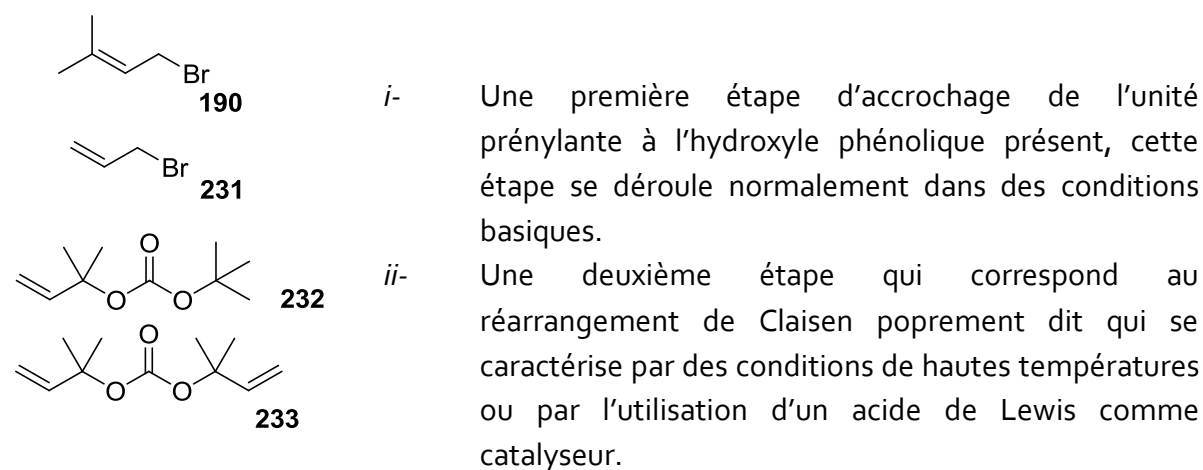 Br
190
Br
231
O
O
O
232
O
O
O
233
i- Une première étape d'accrochage de l'unité
prénylante à l'hydroxyle phénolique présent, cette
étape se déroule normalement dans des conditions
basiques.
ii- Une deuxième étape qui correspond au
réarrangement de Claisen poprement dit qui se
caractérise par des conditions de hautes températures
ou par l'utilisation d'un acide de Lewis comme
catalyseur.